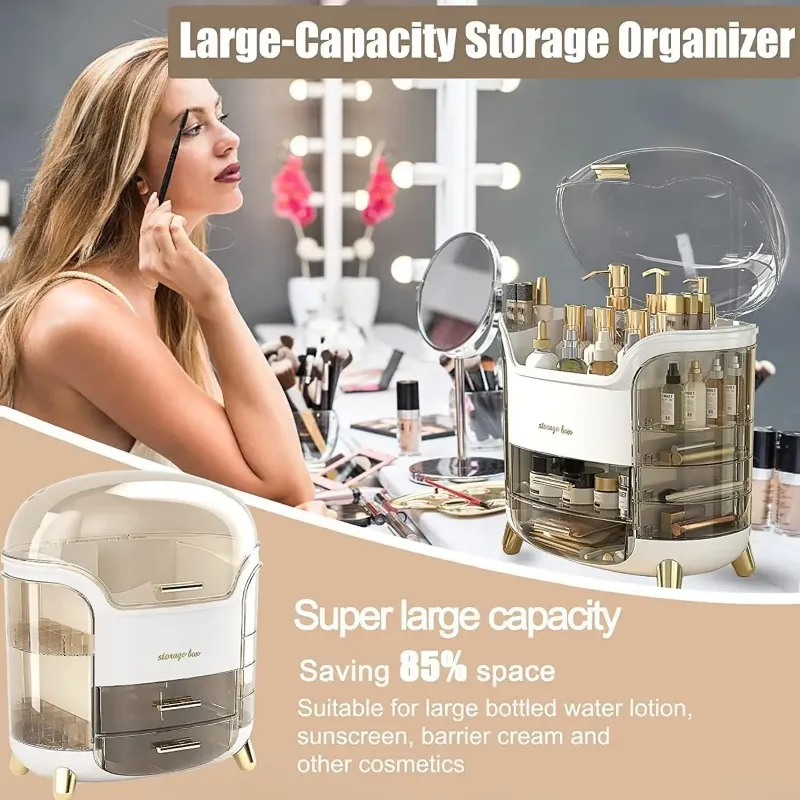 Large-Capacity Storage Organizer
storage box
storage box
Super large capacity
Saving 85% space
Suitable for large bottled water lotion,
sunscreen, barrier cream and
other cosmetics